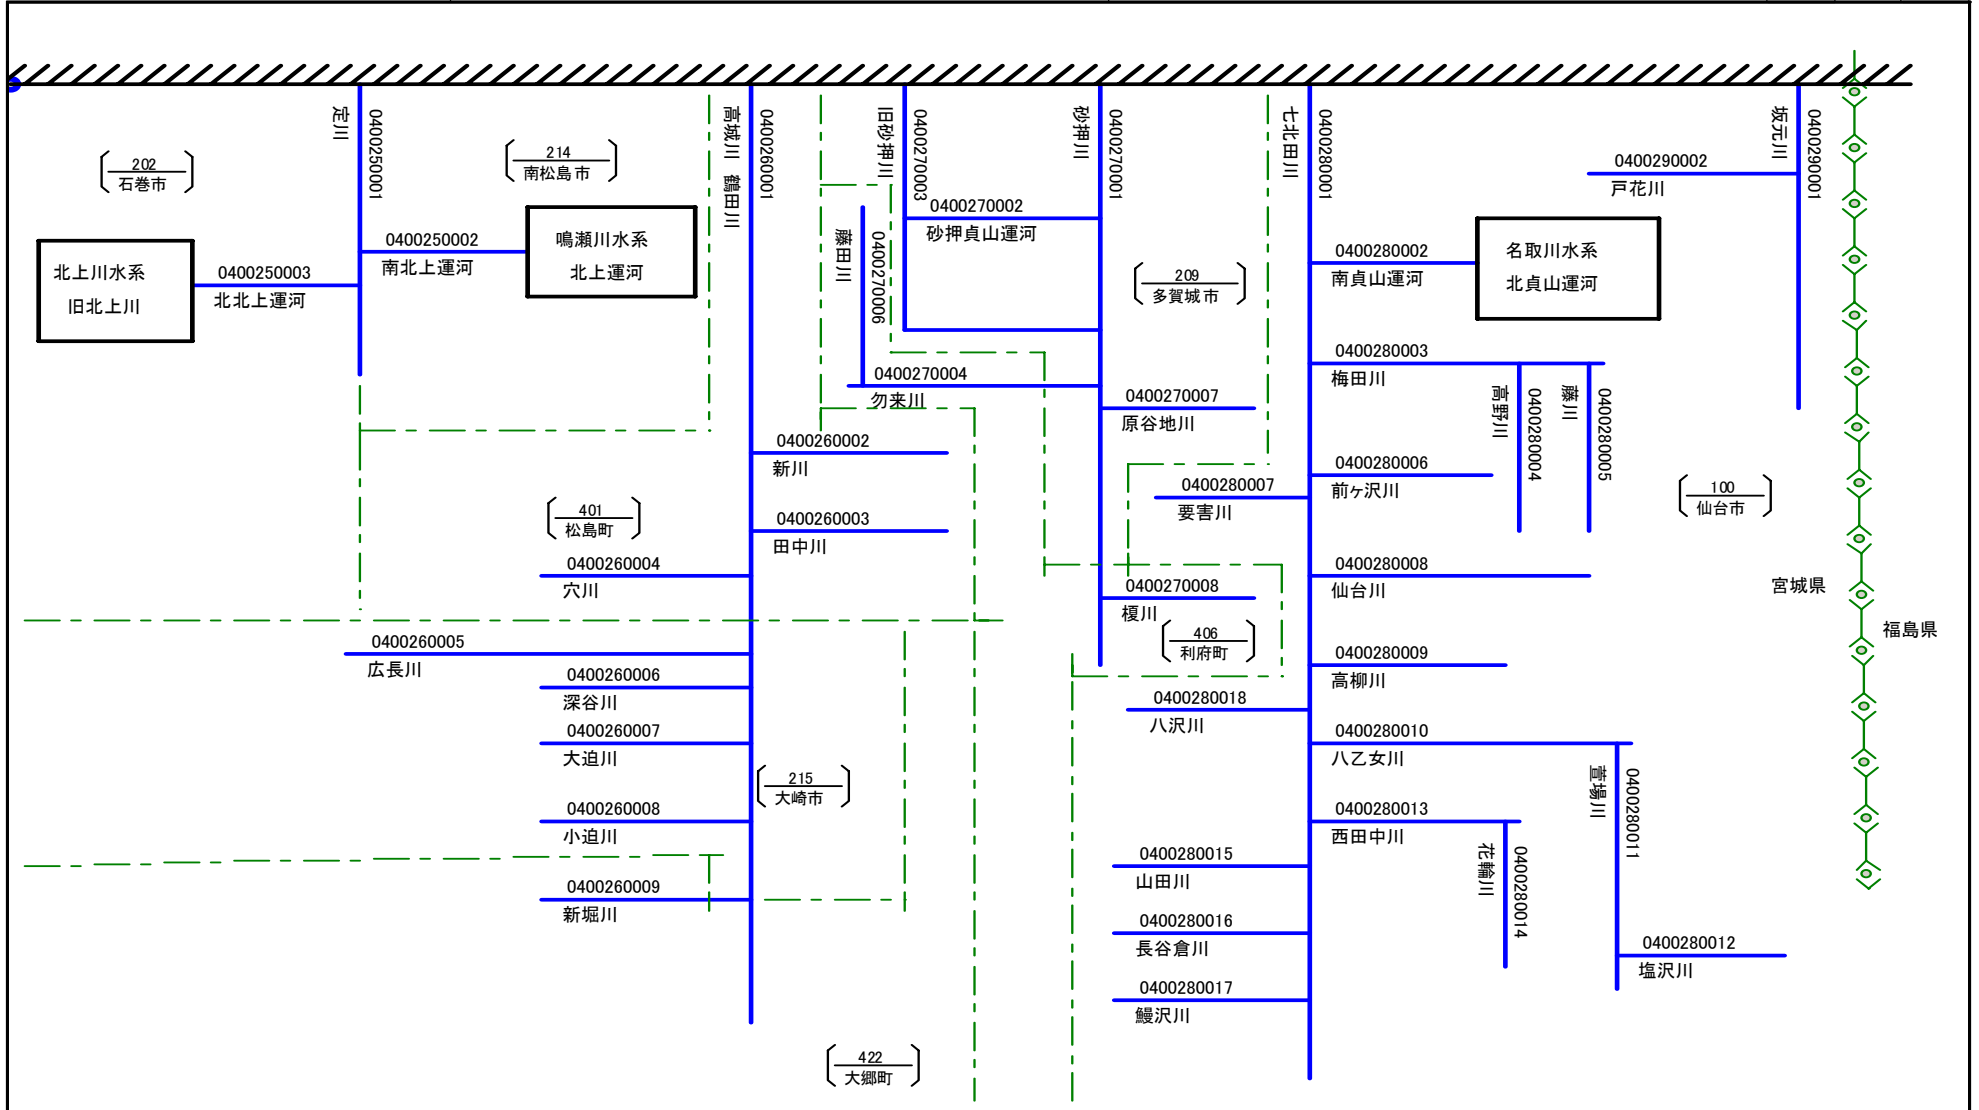 定川
0400250001
202
石巻市
214
南松島市
北上川水系
旧北上川
0400250003
北北上運河
0400250002
南北上運河
鳴瀬川水系
北上運河
高城川 鶴田川
0400260001
401
松島町
0400260002
新川
0400260003
田中川
0400260004
穴川
0400260005
広長川
0400260006
深谷川
0400260007
大迫川
0400260008
小迫川
0400260009
新堀川
215
大崎市
422
大郷町
旧砂押川
0400270003
藤田川
0400270006
0400270002
砂押貞山運河
0400270004
勿来川
砂押川
0400270001
209
多賀城市
0400270007
原谷地川
0400270008
榎川
406
利府町
七北田川
0400280001
0400280002
南貞山運河
名取川水系
北貞山運河
0400280003
梅田川
高野川
0400280004
藤川
0400280005
0400280006
前ヶ沢川
0400280007
要害川
0400280008
仙台川
0400280009
高柳川
0400280018
八沢川
0400280010
八乙女川
萱場川
0400280011
0400280012
塩沢川
0400280013
西田中川
花輪川
0400280014
0400280015
山田川
0400280016
長谷倉川
0400280017
鰻沢川
坂元川
0400290001
0400290002
戸花川
100
仙台市
宮城県
福島県